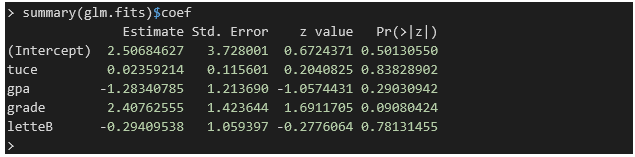 > summary(glm.fits)$coef
Estimate Std. Error z value Pr(>|z|)
(Intercept) 2.50684627 3.728001 0.6724371 0.50130550
tuce 0.02359214 0.115601 0.2040825 0.83828902
gpa -1.28340785 1.213690 -1.0574431 0.29030942
grade 2.40762555 1.423644 1.6911705 0.09080424
letteB -0.29409538 1.059397 -0.2776064 0.78131455
>